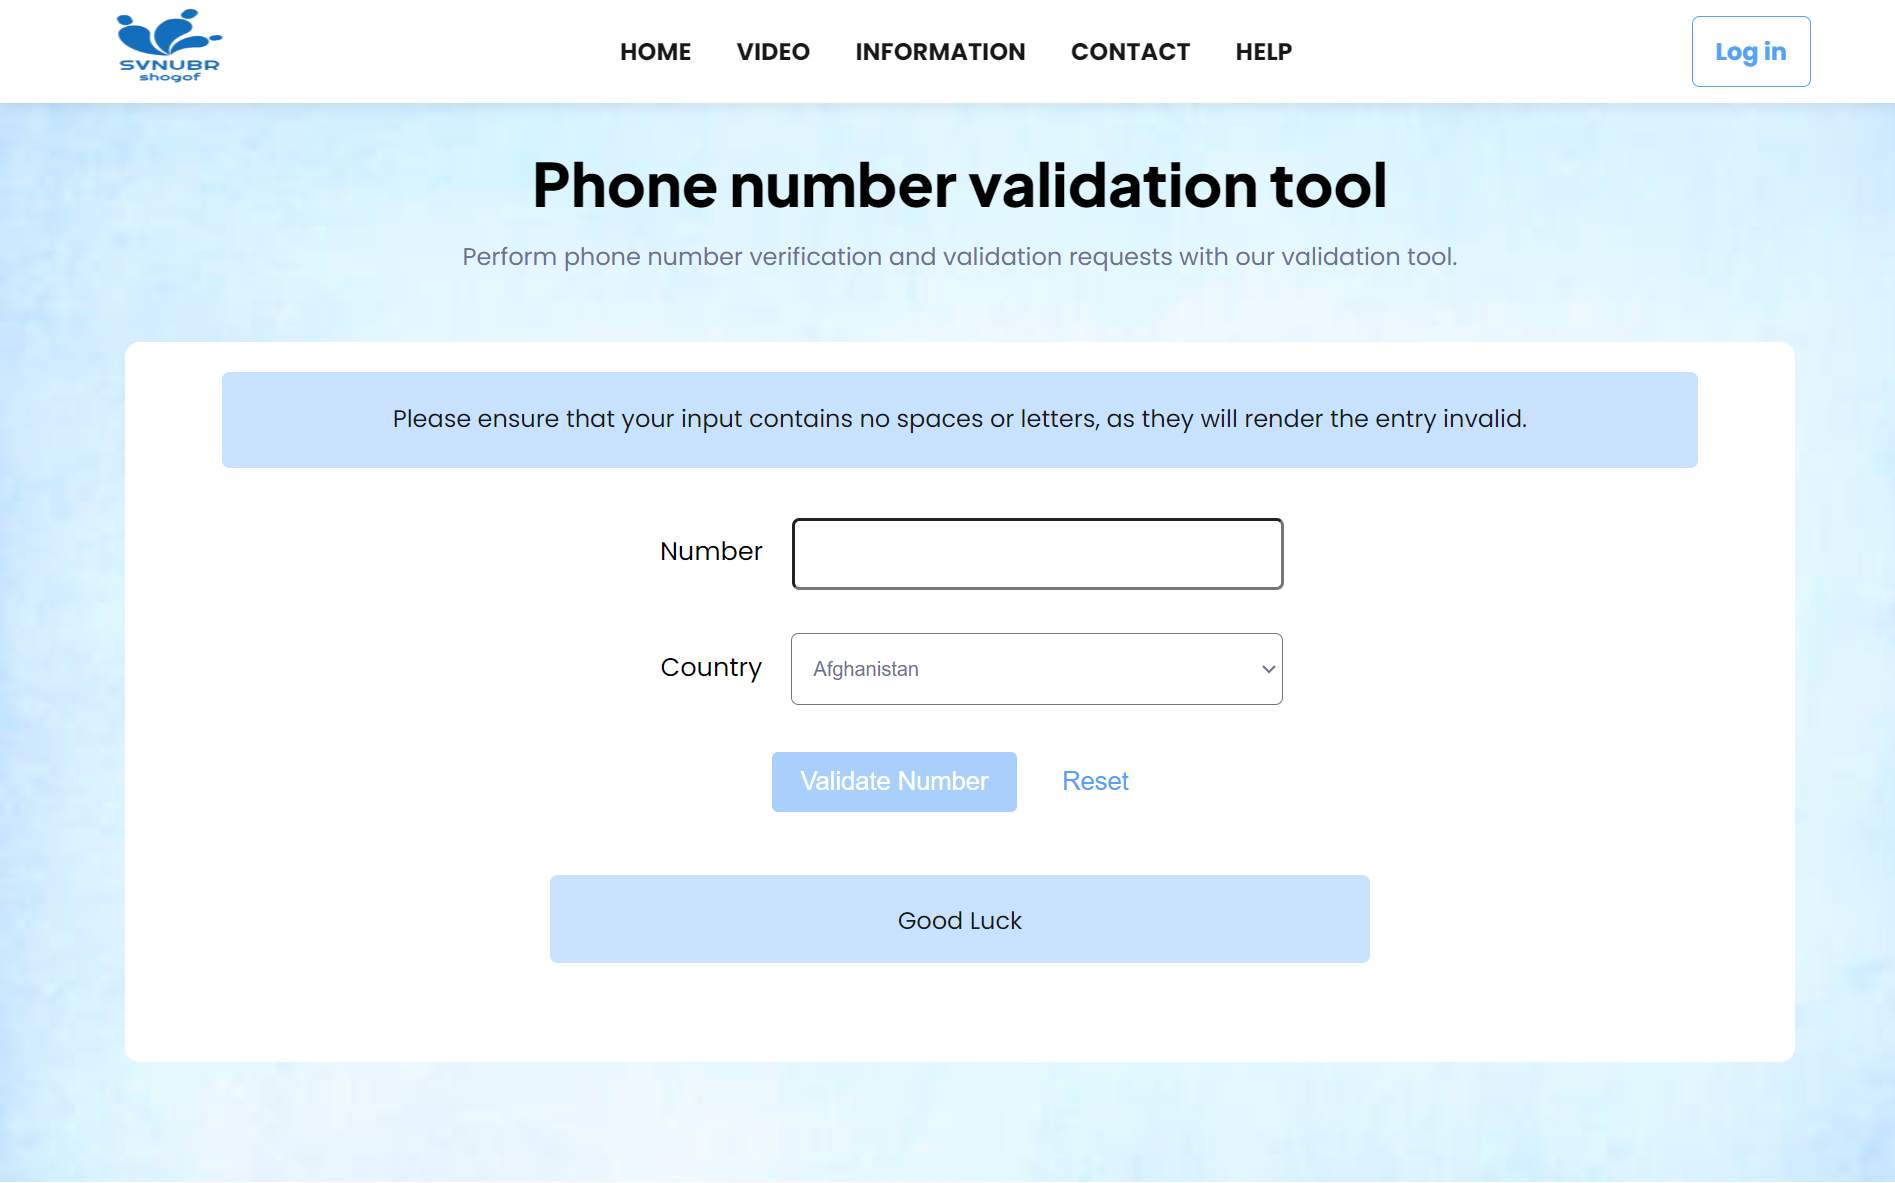 SVNUBR
shogof
HOME VIDEO INFORMATION CONTACT HELP
Log in
Phone number validation tool
Perform phone number verification and validation requests with our validation tool.
Please ensure that your input contains no spaces or letters, as they will render the entry invalid.
Number
Country Afghanistan
Validate Number Reset
Good Luck